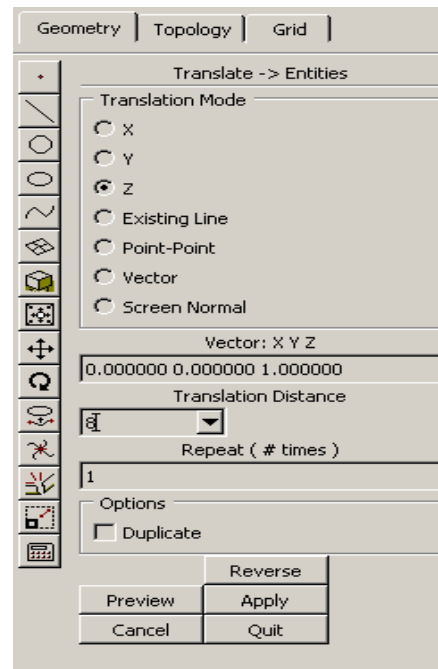 Geometry Topology Grid
Translate -> Entities
Translation Mode
X
Y
Z
Existing Line
Point-Point
Vector
Screen Normal
Vector: X Y Z
0.000000 0.000000 1.000000
Translation Distance
8
Repeat ( # times )
1
Options
Duplicate
Reverse
Preview Apply
Cancel Quit